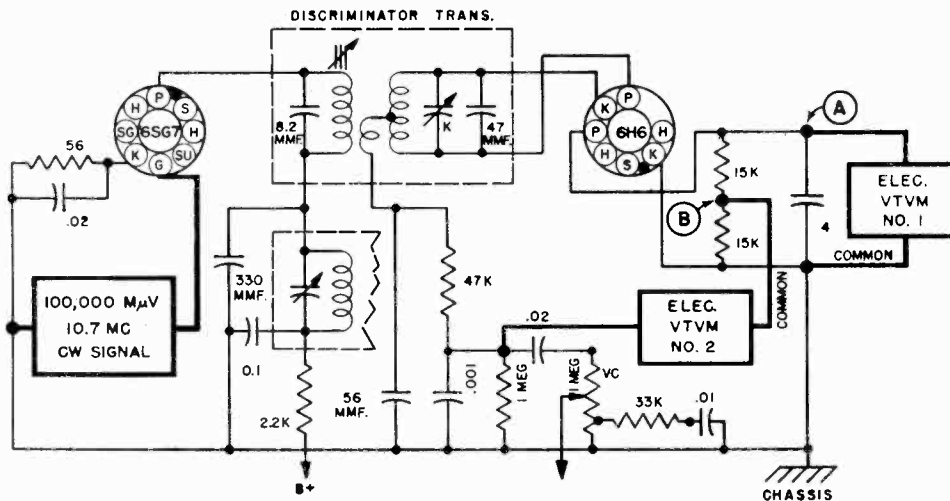 DISCRIMINATOR TRANS.
P
H
S
SG
6SG7
H
K
SU
G
56
.02
8.2
MMF.
K
47
MMF.
P
K
P
6H6
H
H
K
S
A
15K
B
15K
4
ELEC.
VTVM
NO. 1
COMMON
COMMON
100,000 MµV
10.7 MC
CW SIGNAL
330
MMF.
0.1
2.2K
B+
47K
56
MMF.
.001
.02
1 MEG
1 MEG
VC
ELEC.
VTVM
NO. 2
33K
.01
CHASSIS